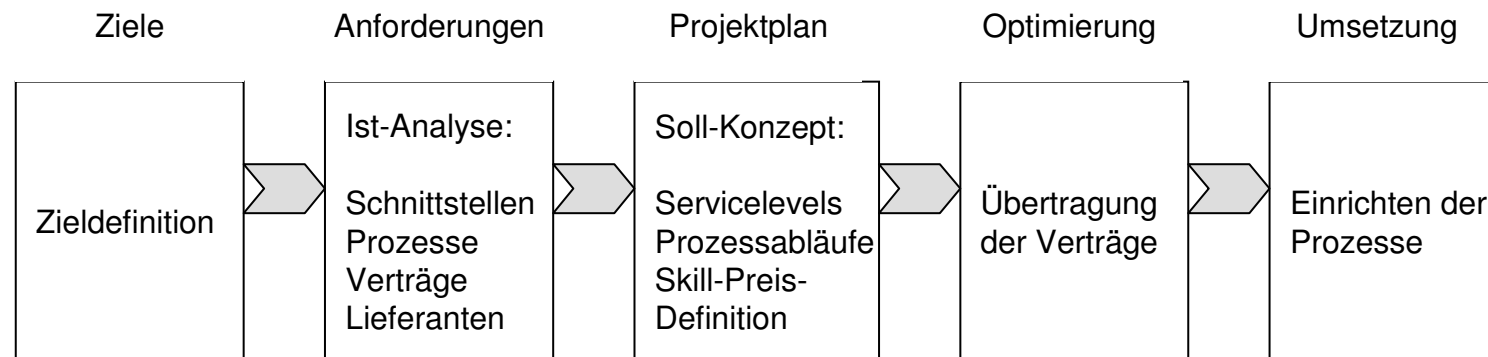 Ziele
Anforderungen
Projektplan
Optimierung
Umsetzung
Zieldefinition
Ist-Analyse:
Schnittstellen
Prozesse
Verträge
Lieferanten
Soll-Konzept:
Servicelevels
Prozessabläufe
Skill-Preis-
Definition
Übertragung
der Verträge
Einrichten der
Prozesse